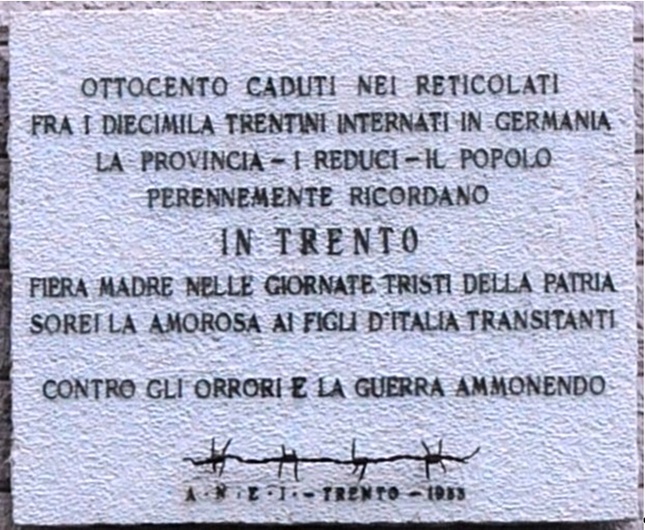 OTTOCENTO CADUTI NEI RETICOLATI
FRA I DIECIMILA TRENTINI INTERNATI IN GERMANIA
LA PROVINCIA – I REDUCI – IL POPOLO
PERENNEMENTE RICORDANO
IN TRENTO
FIERA MADRE NELLE GIORNATE TRISTI DELLA PATRIA
SORELLA AMOROSA AI FIGLI D'ITALIA TRANSITANTI
CONTRO GLI ORRORI E LA GUERRA AMMONENDO
A·N·E·I· – TRENTO –